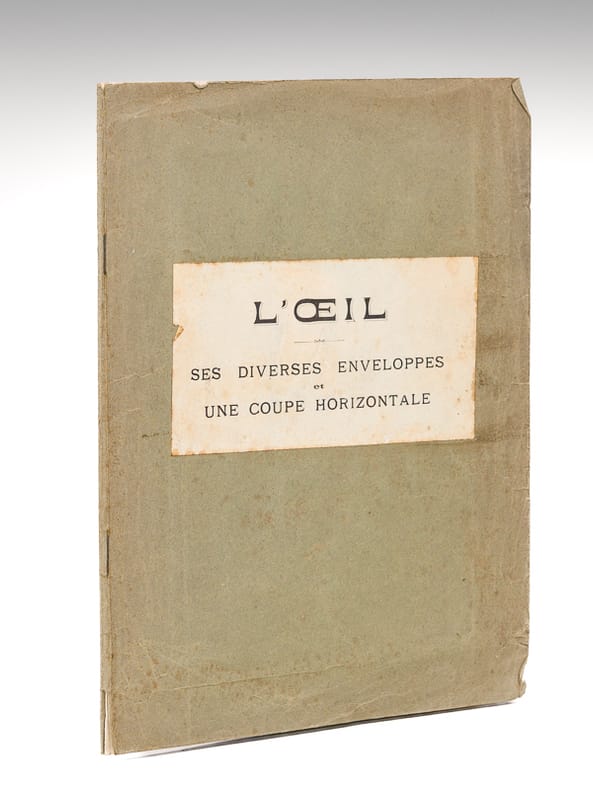 L'ŒIL
SES DIVERSES ENVELOPPES
et
UNE COUPE HORIZONTALE